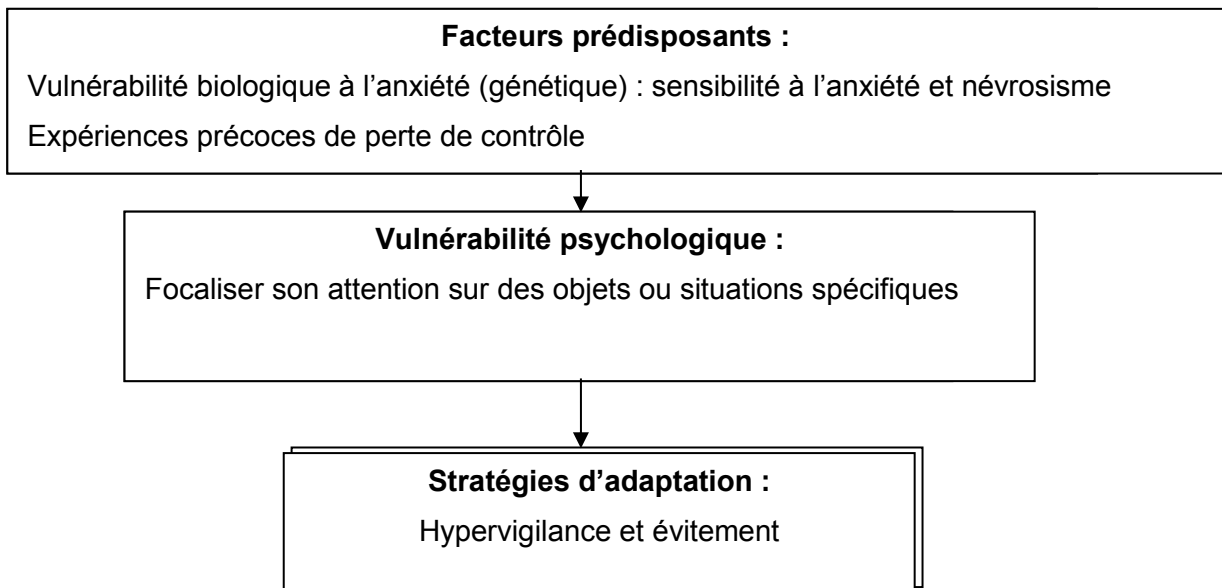 Facteurs prédisposants :
Vulnérabilité biologique à l’anxiété (génétique) : sensibilité à l’anxiété et névrosisme
Expériences précoces de perte de contrôle
Vulnérabilité psychologique :
Focaliser son attention sur des objets ou situations spécifiques
Stratégies d’adaptation :
Hypervigilance et évitement